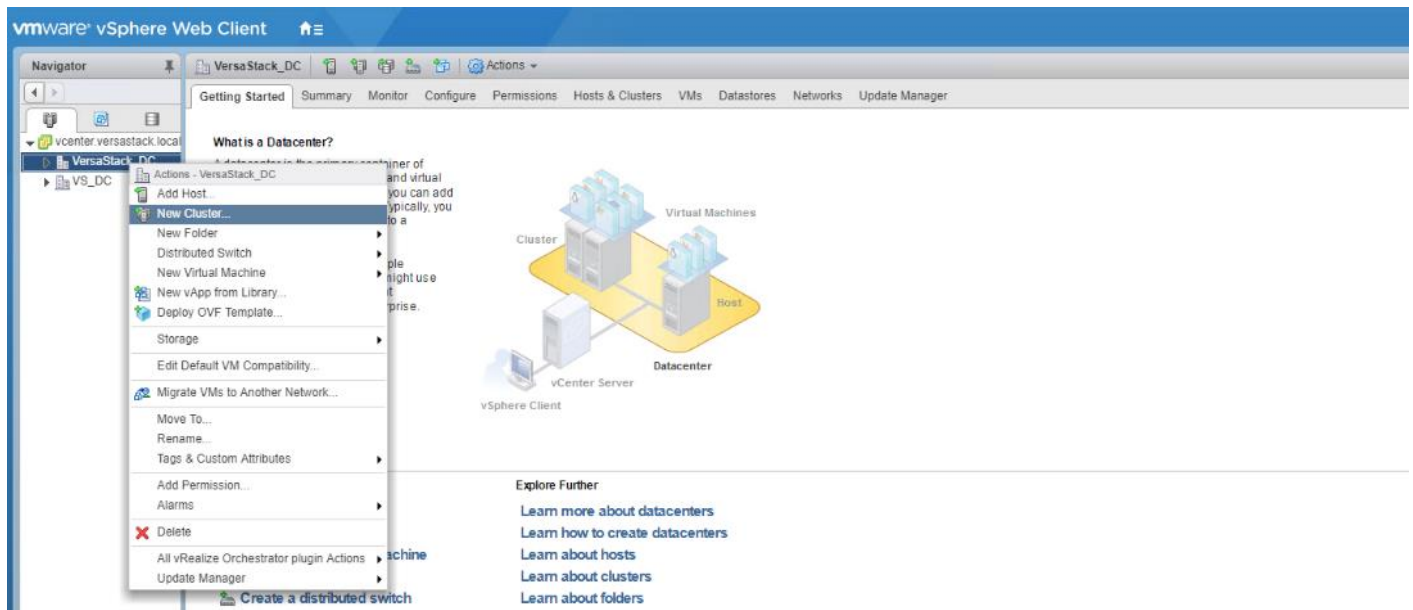 vmware® vSphere Web Client
Navigator
VersaStack_DC
Actions
Getting Started Summary Monitor Configure Permissions Hosts & Clusters VMs Datastores Networks Update Manager
vcenter.versastack.local
VersaStack_DC
VS_DC
What is a Datacenter?
container of
and virtual
you can add
ypically, you
to a
ple
might use
rprise.
Actions - VersaStack_DC
Add Host...
New Cluster...
New Folder
Distributed Switch
New Virtual Machine
New vApp from Library...
Deploy OVF Template...
Storage
Edit Default VM Compatibility...
Migrate VMs to Another Network...
Move To...
Rename...
Tags & Custom Attributes
Add Permission...
Alarms
Delete
All vRealize Orchestrator plugin Actions
Update Manager
Cluster
Virtual Machines
Host
Datacenter
vCenter Server
vSphere Client
achine
Create a distributed switch
Explore Further
Learn more about datacenters
Learn how to create datacenters
Learn about hosts
Learn about clusters
Learn about folders